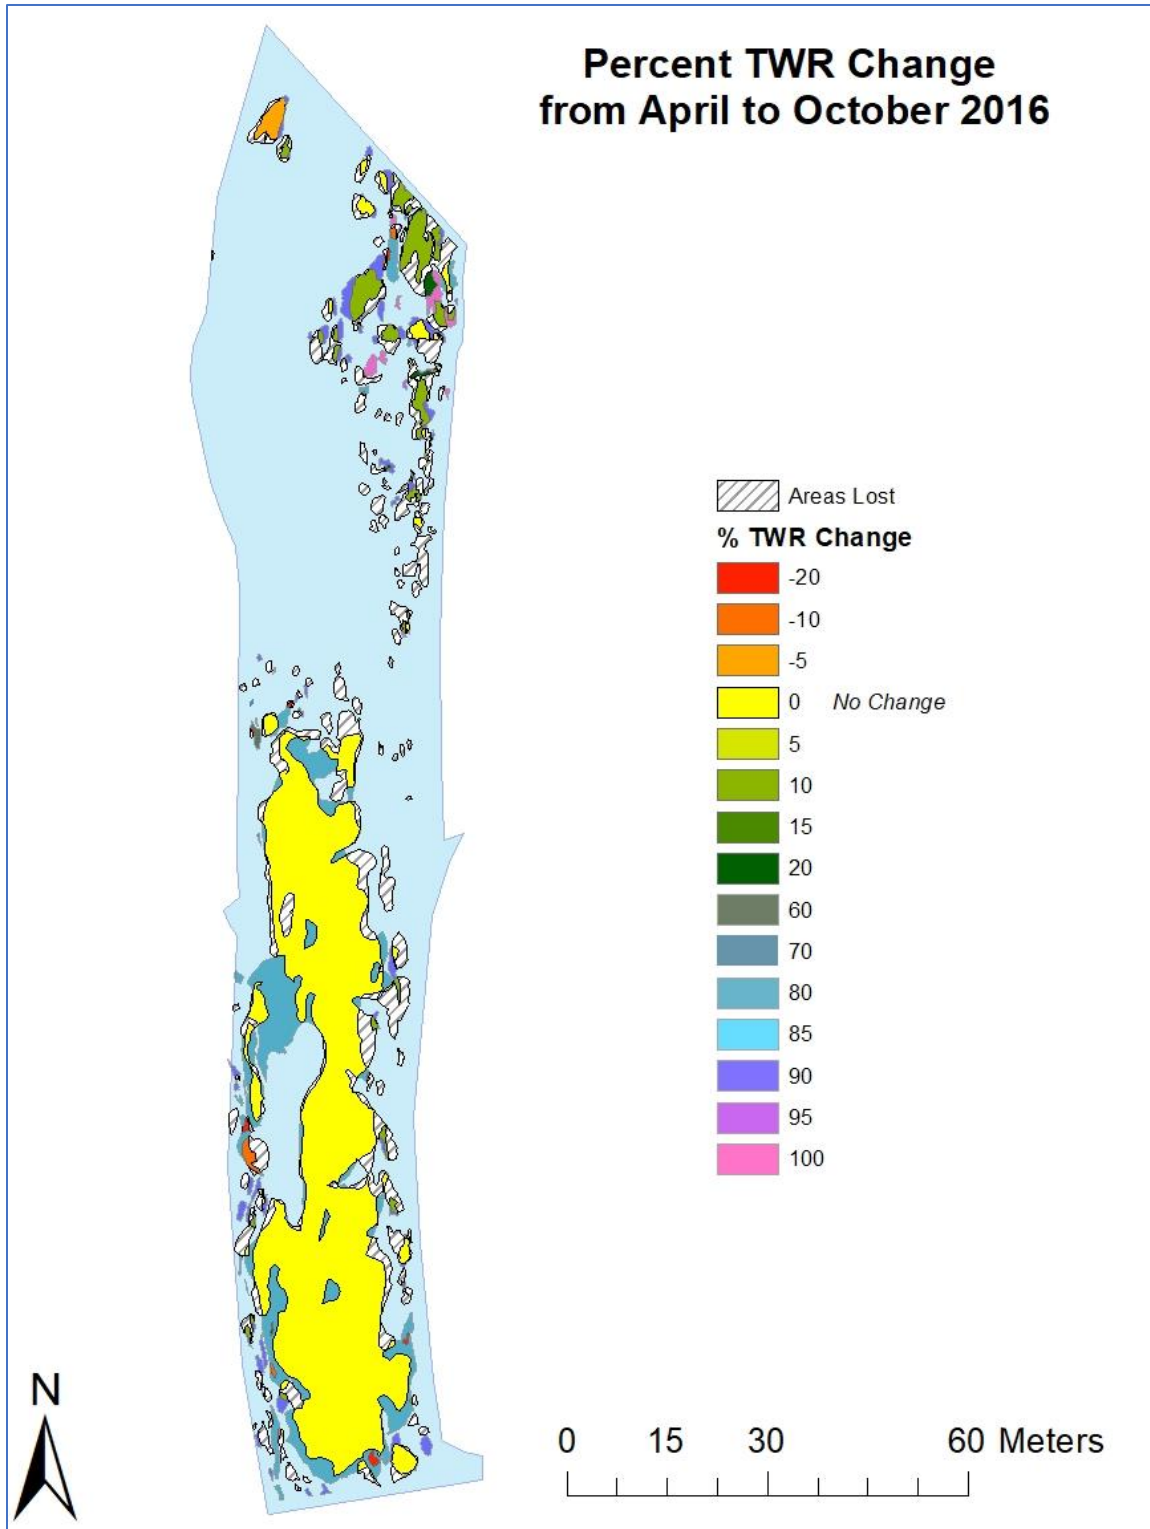 Percent TWR Change
from April to October 2016
Areas Lost
% TWR Change
-20
-10
-5
0 No Change
5
10
15
20
60
70
80
85
90
95
100
N
0 15 30 60 Meters